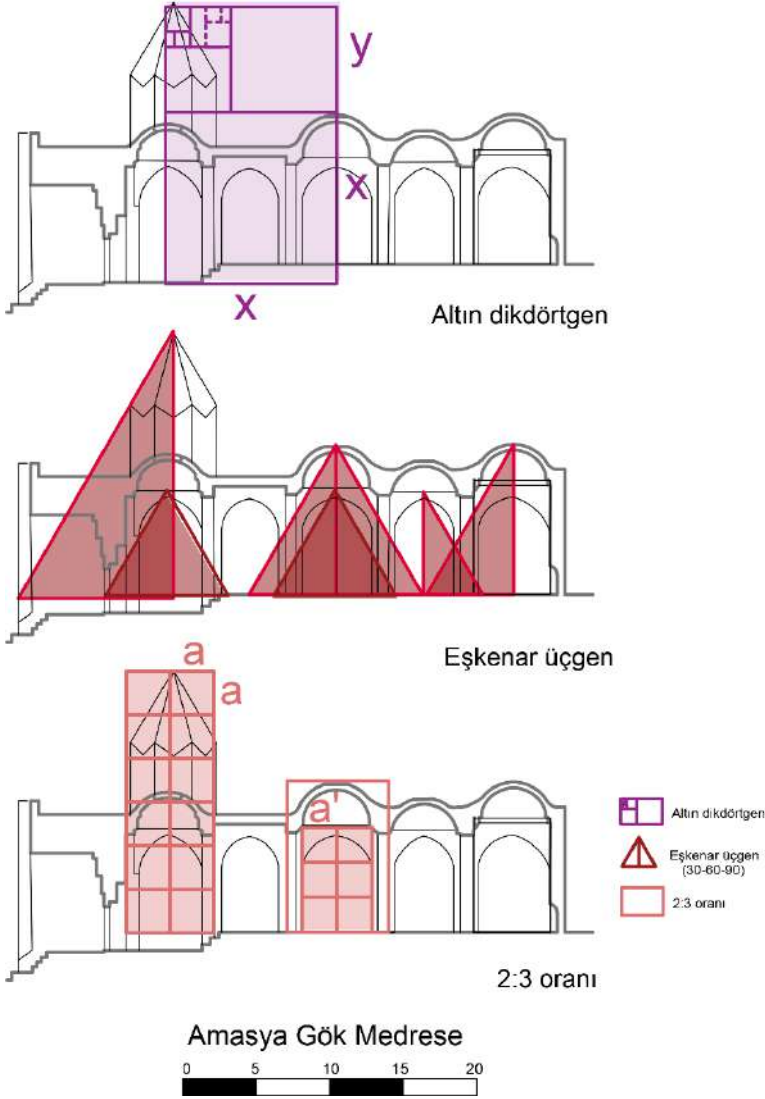 y
x
x
Altın dikdörtgen
Eşkenar üçgen
a
a
a'
Altın dikdörtgen
Eşkenar üçgen
(30-60-90)
2:3 oranı
2:3 oranı
Amasya Gök Medrese
0 5 10 15 20